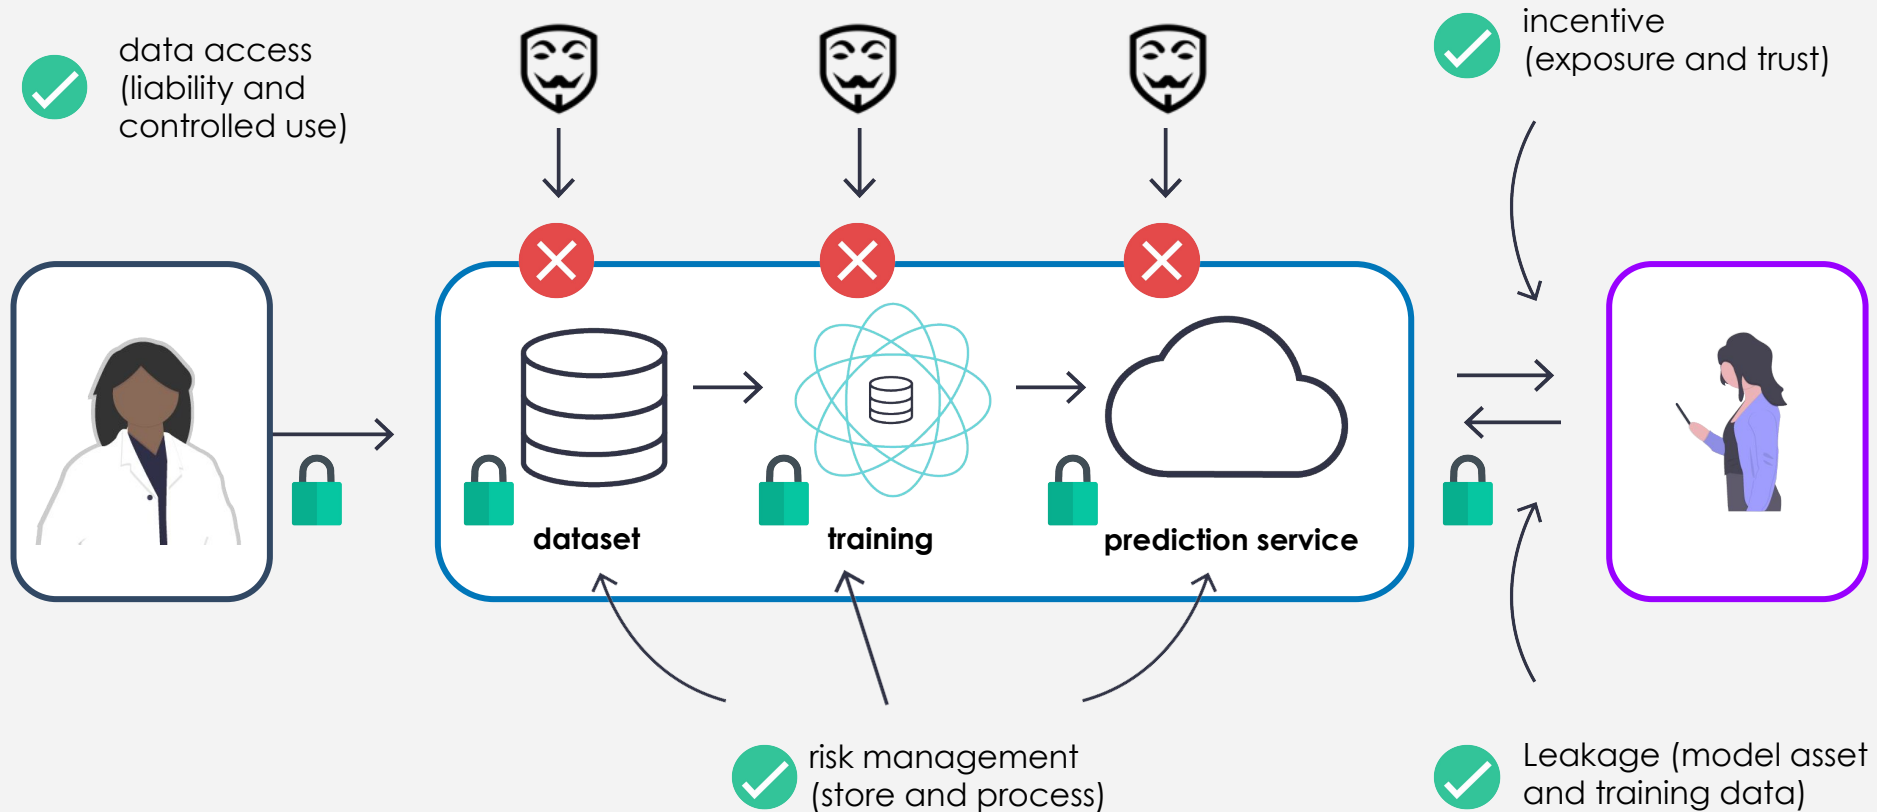 data access
(liability and
controlled use)
incentive
(exposure and trust)
dataset
training
prediction service
risk management
(store and process)
Leakage (model asset
and training data)